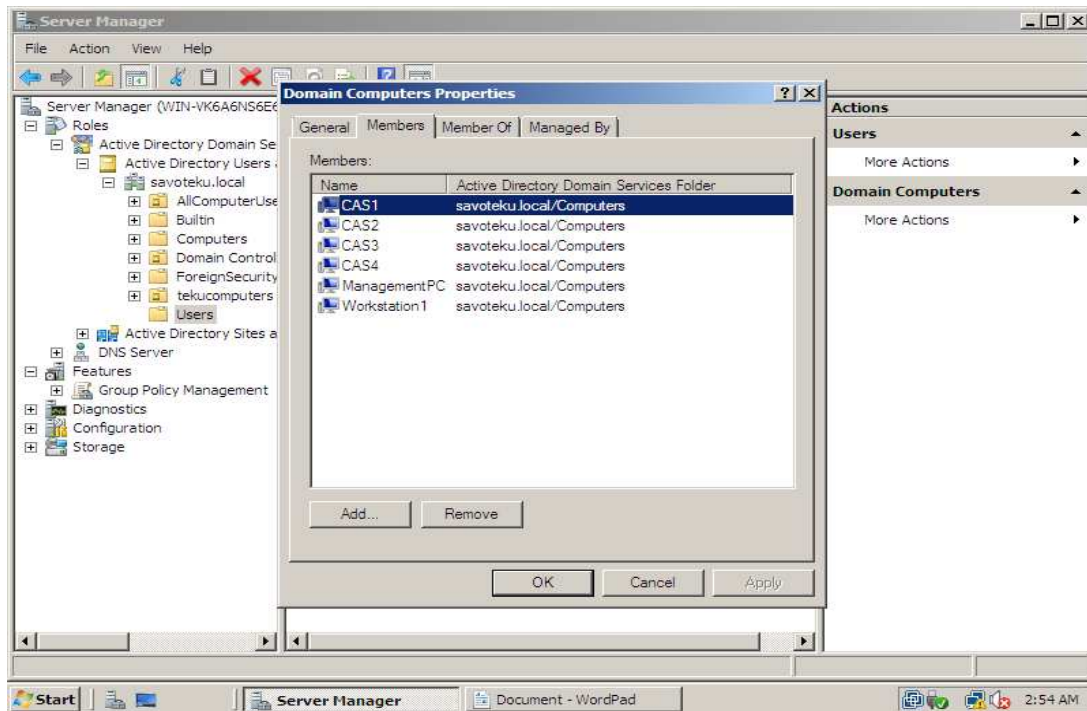 Server Manager
File Action View Help
Server Manager (WIN-VK6A6NS6E6
Roles
Active Directory Domain Se
Active Directory Users
savoteku.local
AllComputerUse
Builtin
Computers
Domain Control
ForeignSecurity
tekucomputers
Users
Active Directory Sites a
DNS Server
Features
Group Policy Management
Diagnostics
Configuration
Storage
Domain Computers Properties
General Members Member Of Managed By
Members:
Name Active Directory Domain Services Folder
CAS1 savoteku.local/Computers
CAS2 savoteku.local/Computers
CAS3 savoteku.local/Computers
CAS4 savoteku.local/Computers
ManagementPC savoteku.local/Computers
Workstation1 savoteku.local/Computers
Add... Remove
OK Cancel Apply
Actions
Users
More Actions
Domain Computers
More Actions
Start Server Manager Document - WordPad 2:54 AM